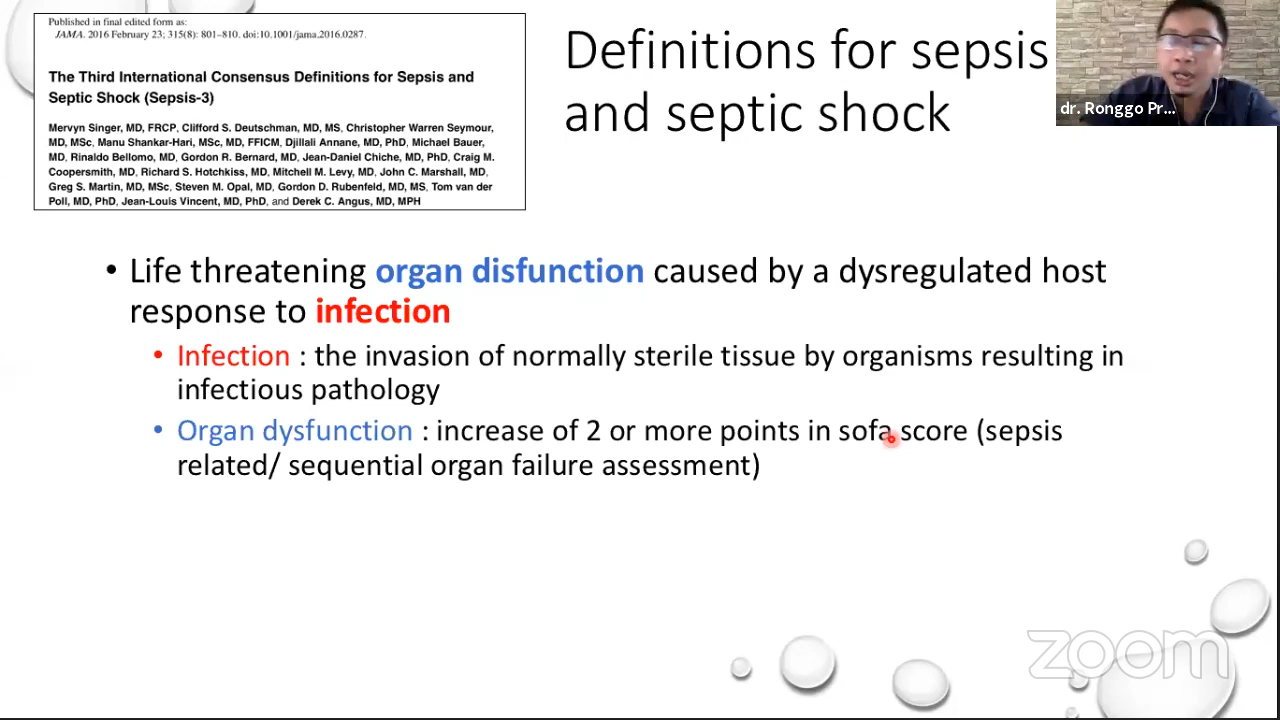 Published in final edited form as:
JAMA. 2016 February 23; 315(8): 801–810. doi:10.1001/jama.2016.0287.
The Third International Consensus Definitions for Sepsis and
Septic Shock (Sepsis-3)
Mervyn Singer, MD, FRCP, Clifford S. Deutschman, MD, MS, Christopher Warren Seymour,
MD, MSc, Manu Shankar-Hari, MSc, MD, FFICM, Djillali Annane, MD, PhD, Michael Bauer,
MD, Rinaldo Bellomo, MD, Gordon R. Bernard, MD, Jean-Daniel Chiche, MD, PhD, Craig M.
Coopersmith, MD, Richard S. Hotchkiss, MD, Mitchell M. Levy, MD, John C. Marshall, MD,
Greg S. Martin, MD, MSc, Steven M. Opal, MD, Gordon D. Rubenfeld, MD, MS, Tom van der
Poll, MD, PhD, Jean-Louis Vincent, MD, PhD, and Derek C. Angus, MD, MPH
Definitions for sepsis
and septic shock
dr. Ronggo Pr...
• Life threatening organ disfunction caused by a dysregulated host
response to infection
• Infection : the invasion of normally sterile tissue by organisms resulting in
infectious pathology
• Organ dysfunction : increase of 2 or more points in sofa score (sepsis
related/ sequential organ failure assessment)
zoom